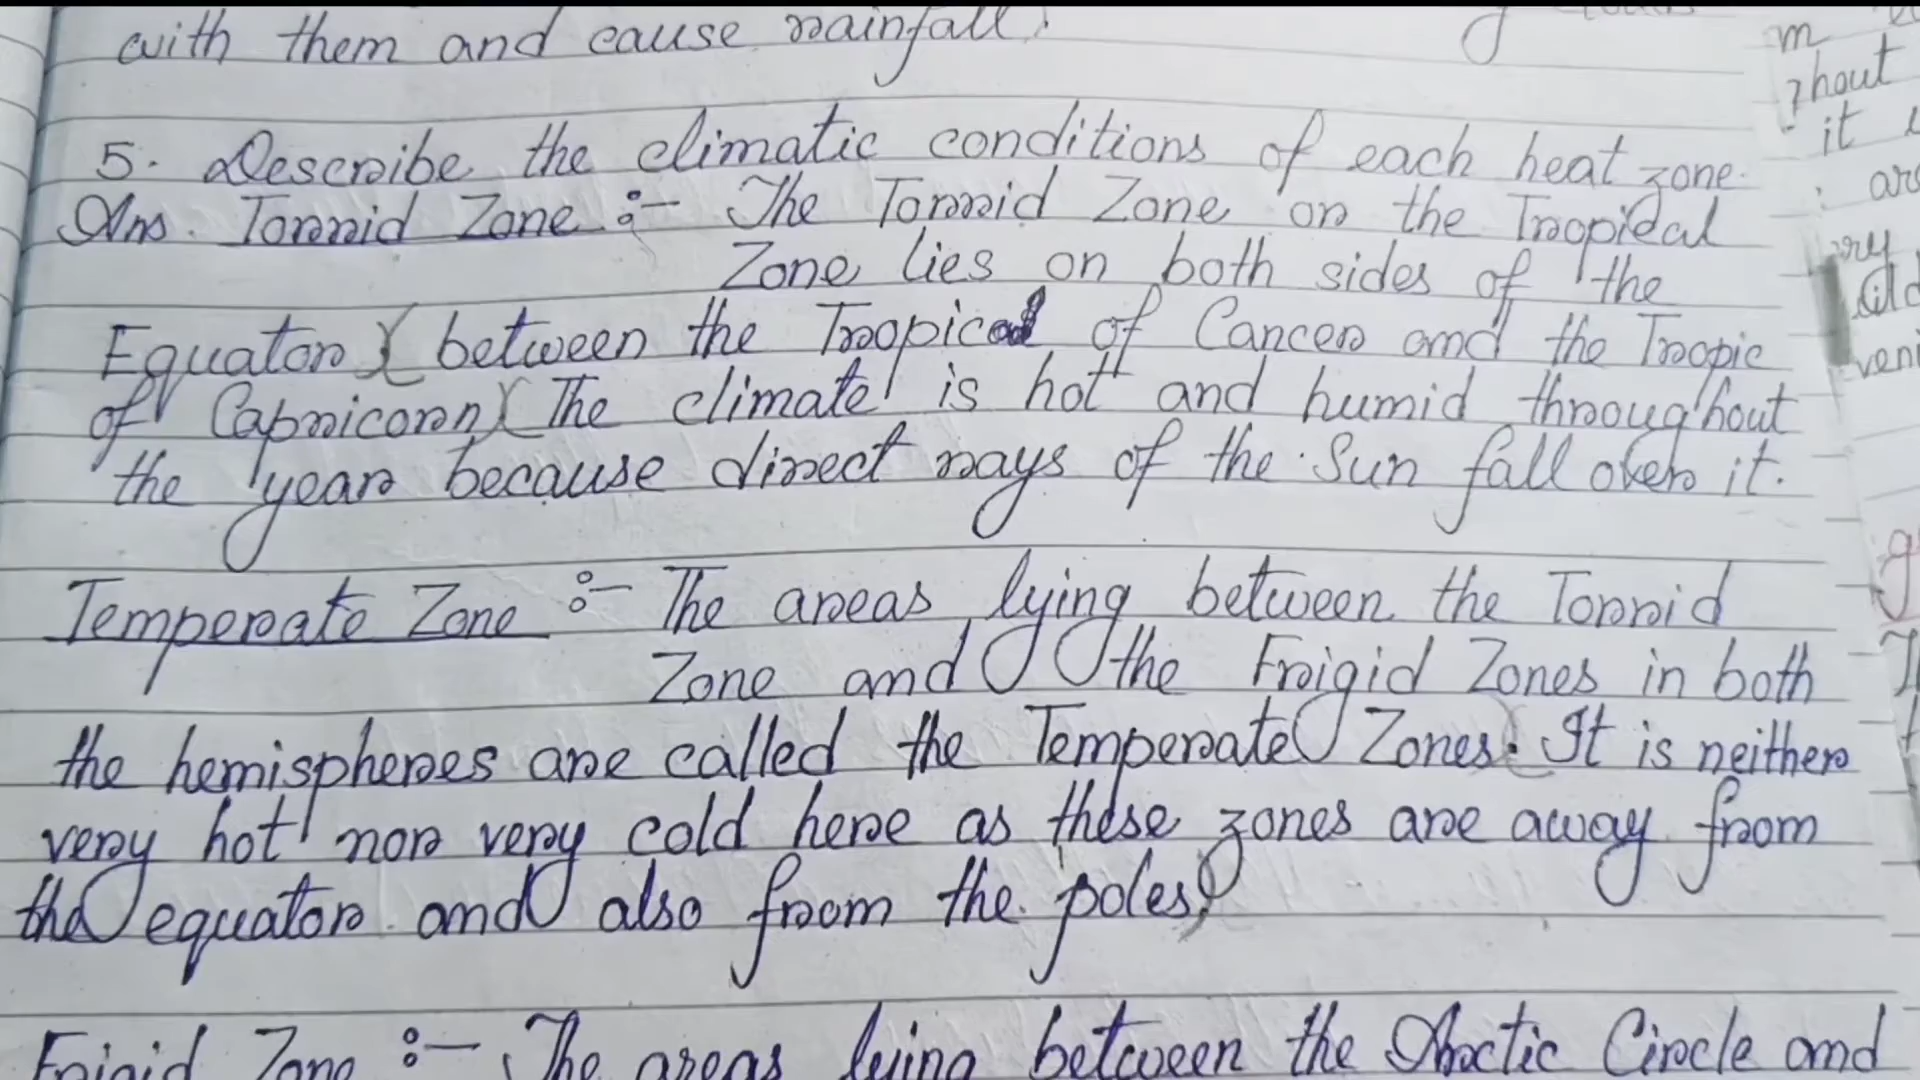 with them and cause rainfall.
5. Describe the climatic conditions of each heat zone.
Ans. Torrid Zone :- The Torrid Zone or the Tropical
Zone lies on both sides of the
Equator ( between the Tropic of Cancer and the Tropic
of Capricorn ) ( The climate is hot and humid throughout
the year because direct rays of the Sun fall over it.
Temperate Zone :- The areas lying between the Torrid
Zone and the Frigid Zones in both
the hemispheres are called the Temperate Zones. It is neither
very hot nor very cold here as these zones are away from
the equator and also from the poles)
Frigid Zone :- The areas lying between the Arctic Circle and
m
hout
it